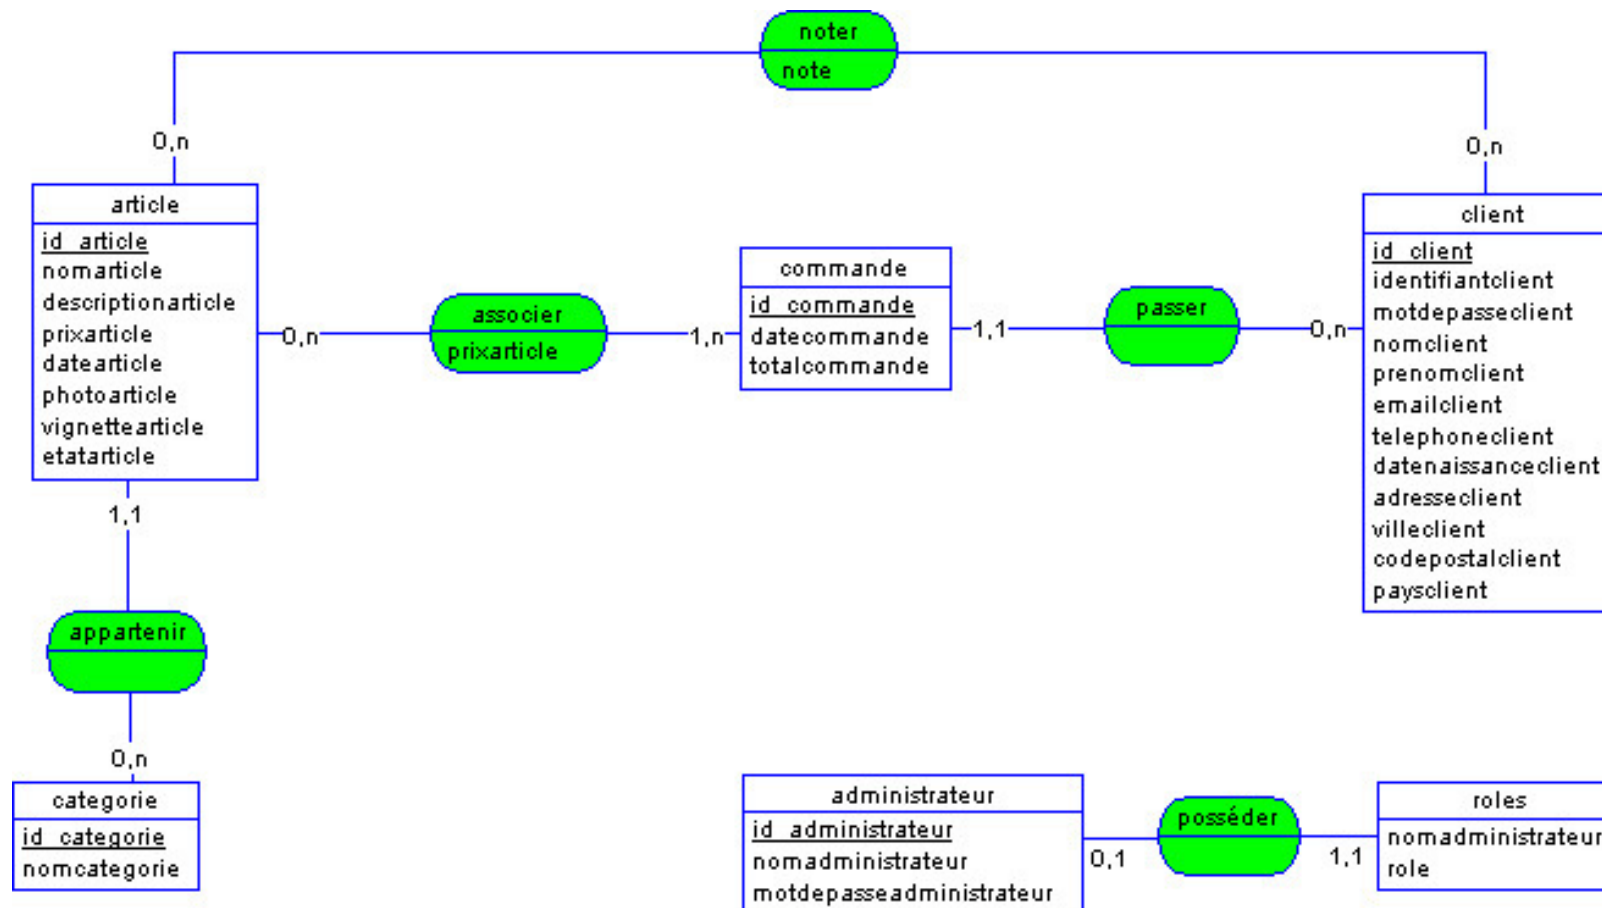 noter
note
0,n
0,n
article
id_article
nomarticle
descriptionarticle
prixarticle
datearticle
photoarticle
vignettearticle
etatarticle
0,n
associer
prixarticle
1,n
commande
id_commande
datecommande
totalcommande
1,1
passer
0,n
client
id_client
identifiantclient
motdepasseclient
nomclient
prenomclient
emailclient
telephoneclient
datenaissanceclient
adresseclient
villeclient
codepostalclient
paysclient
1,1
appartenir
0,n
categorie
id_categorie
nomcategorie
administrateur
id_administrateur
nomadministrateur
motdepasseadministrateur
0,1
posséder
1,1
roles
nomadministrateur
role